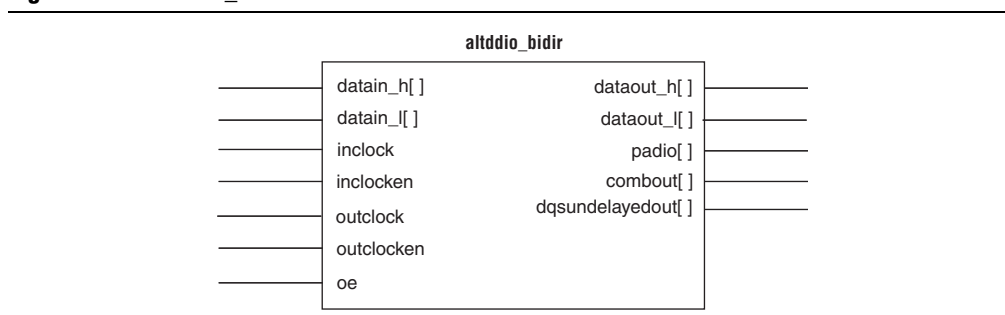 altddio_bidir
datain_h[ ]
datain_l[ ]
inclock
inclocken
outclock
outclocken
oe
dataout_h[ ]
dataout_l[ ]
padio[ ]
combout[ ]
dqsundelayedout[ ]